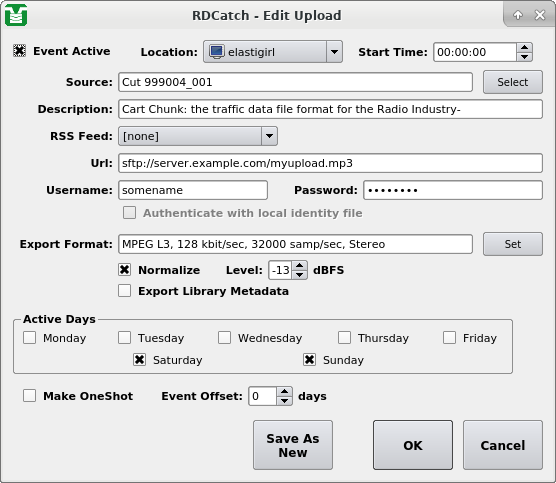 RDCatch - Edit Upload
Event Active Location: elastigirl Start Time: 00:00:00
Source: Cut 999004_001 Select
Description: Cart Chunk: the traffic data file format for the Radio Industry-
RSS Feed: [none]
Url: sftp://server.example.com/myupload.mp3
Username: somename Password: ••••••••
Authenticate with local identity file
Export Format: MPEG L3, 128 kbit/sec, 32000 samp/sec, Stereo Set
Normalize Level: -13 dBFS
Export Library Metadata
Active Days
Monday Tuesday Wednesday Thursday Friday
Saturday Sunday
Make OneShot Event Offset: 0 days
Save As
New
OK Cancel